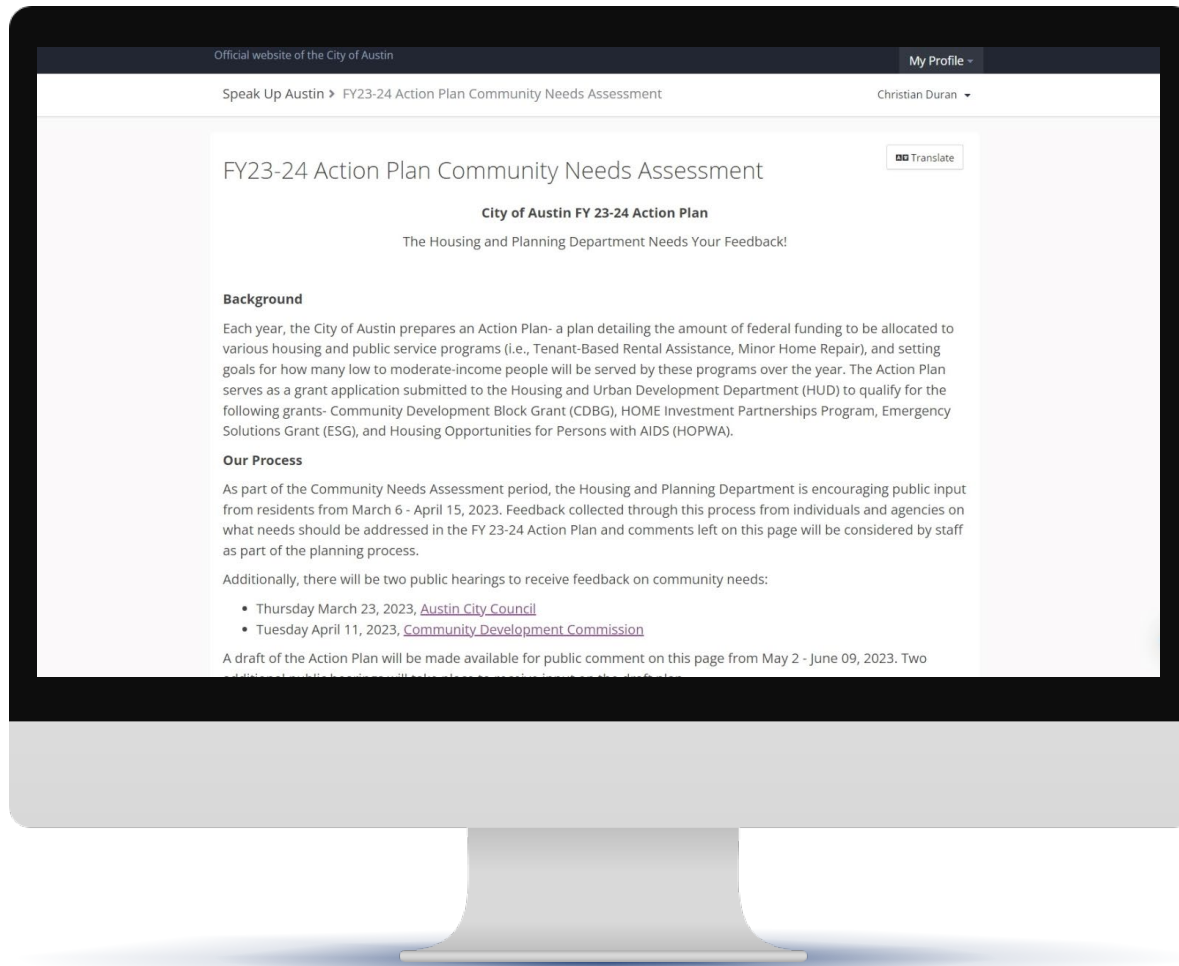 Official website of the City of Austin
My Profile
Speak Up Austin > FY23-24 Action Plan Community Needs Assessment
Christian Duran
Translate
FY23-24 Action Plan Community Needs Assessment
City of Austin FY 23-24 Action Plan
The Housing and Planning Department Needs Your Feedback!
Background
Each year, the City of Austin prepares an Action Plan- a plan detailing the amount of federal funding to be allocated to
various housing and public service programs (i.e., Tenant-Based Rental Assistance, Minor Home Repair), and setting
goals for how many low to moderate-income people will be served by these programs over the year. The Action Plan
serves as a grant application submitted to the Housing and Urban Development Department (HUD) to qualify for the
following grants- Community Development Block Grant (CDBG), HOME Investment Partnerships Program, Emergency
Solutions Grant (ESG), and Housing Opportunities for Persons with AIDS (HOPWA).
Our Process
As part of the Community Needs Assessment period, the Housing and Planning Department is encouraging public input
from residents from March 6 - April 15, 2023. Feedback collected through this process from individuals and agencies on
what needs should be addressed in the FY 23-24 Action Plan and comments left on this page will be considered by staff
as part of the planning process.
Additionally, there will be two public hearings to receive feedback on community needs:
• Thursday March 23, 2023, Austin City Council
• Tuesday April 11, 2023, Community Development Commission
A draft of the Action Plan will be made available for public comment on this page from May 2 - June 09, 2023. Two
additional public hearings will take place to receive input on the draft plan